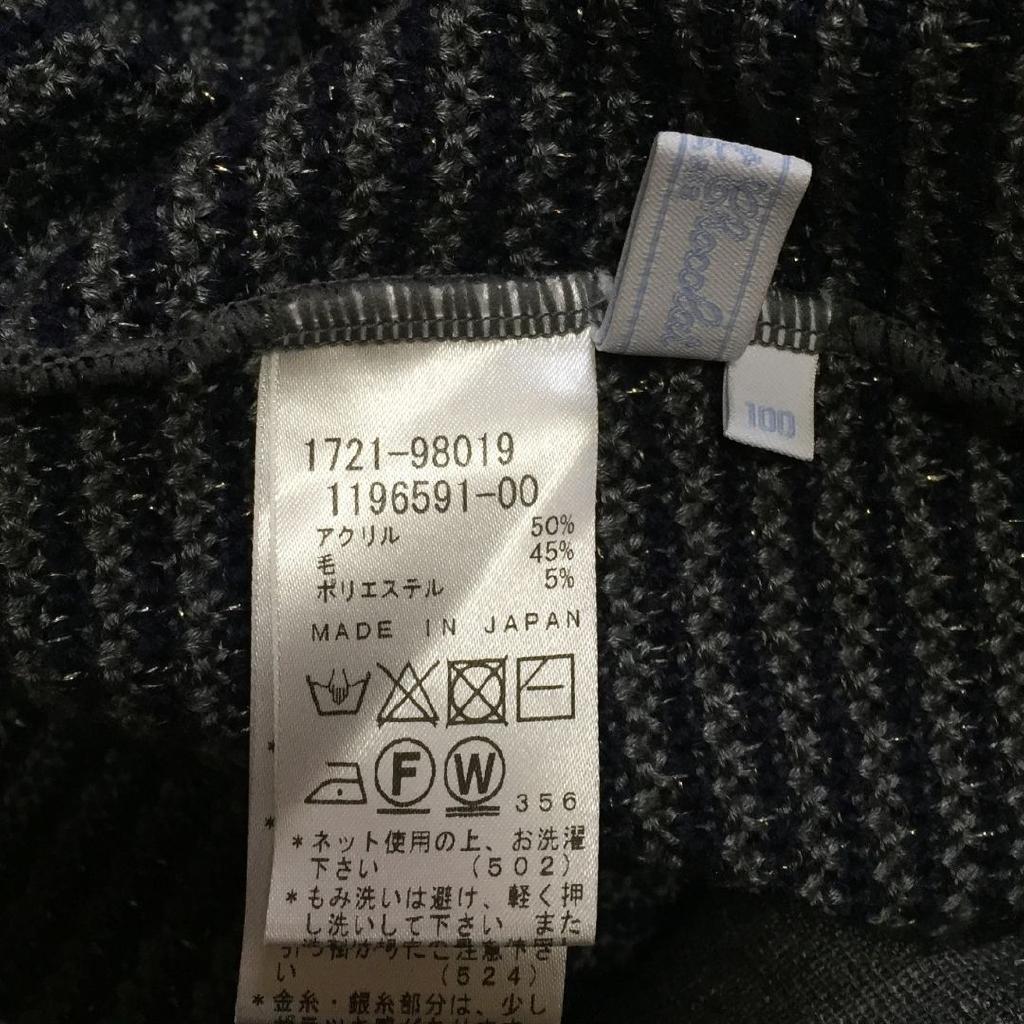 100
1721-98019
1196591-00
アクリル 50%
毛 45%
ポリエステル 5%
MADE IN JAPAN
F W 356
*ネット使用の上、お洗濯
下さい (502)
*もみ洗いは避け、軽く押
し洗いして下さい また
い (524)
*金糸・銀糸部分は、少し